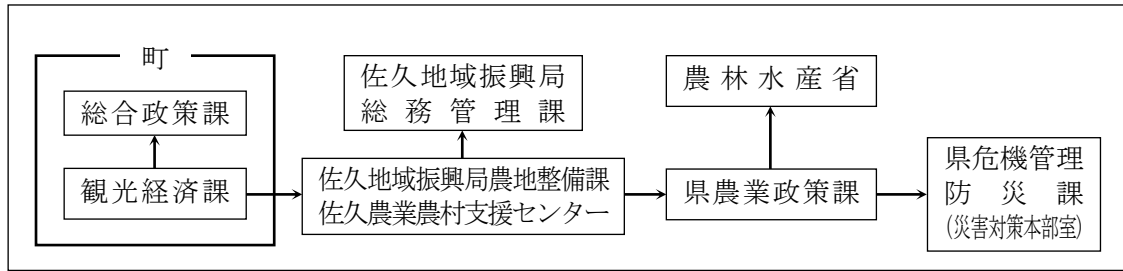 町
総合政策課
観光経済課
佐久地域振興局
総務管理課
佐久地域振興局農地整備課
佐久農業農村支援センター
農林水産省
県農業政策課
県危機管理
防災課
(災害対策本部室)